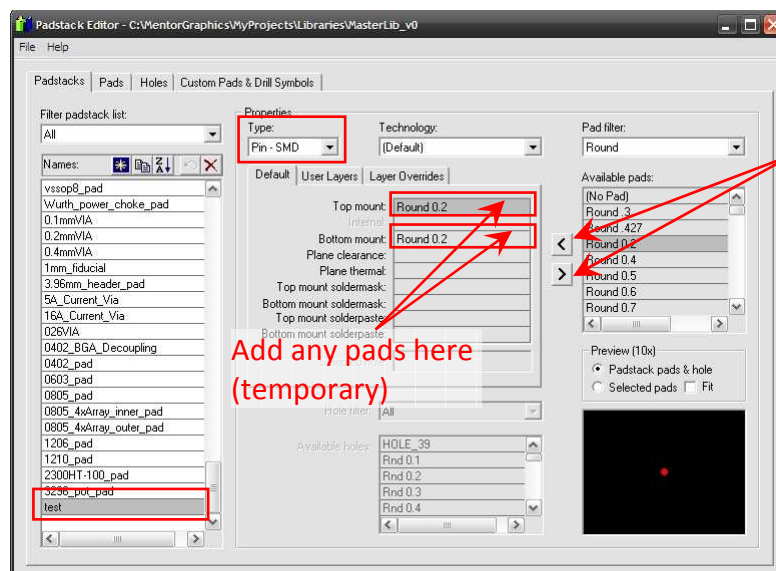 Padstack Editor - C:\MentorGraphics\MyProjects\Libraries\MasterLib_v0
File Help
Padstacks Pads Holes Custom Pads & Drill Symbols
Filter padstack list:
All
Names:
vssop8_pad
Wurth_power_choke_pad
0.1mmVIA
0.2mmVIA
0.4mmVIA
1mm_fiducial
3.96mm_header_pad
5A_Current_Via
16A_Current_Via
026VIA
0402_BGA_Decoupling
0402_pad
0603_pad
0805_pad
0805_4xArray_inner_pad
0805_4xArray_outer_pad
1206_pad
1210_pad
2300HT-100_pad
3296_pot_pad
test
Properties
Type:
Pin - SMD
Technology:
(Default)
Default User Layers Layer Overrides
Top mount: Round 0.2
Internal:
Bottom mount: Round 0.2
Plane clearance:
Plane thermal:
Top mount soldermask:
Bottom mount soldermask:
Top mount solderpaste:
Bottom mount solderpaste:
Add any pads here
(temporary)
Hole filter: All
Available holes: HOLE_39
Rnd 0.1
Rnd 0.2
Rnd 0.3
Rnd 0.4
Pad filter:
Round
Available pads:
(No Pad)
Round .3
Round .427
Round 0.2
Round 0.4
Round 0.5
Round 0.6
Round 0.7
<
>
Preview (10x)
Padstack pads & hole
Selected pads Fit